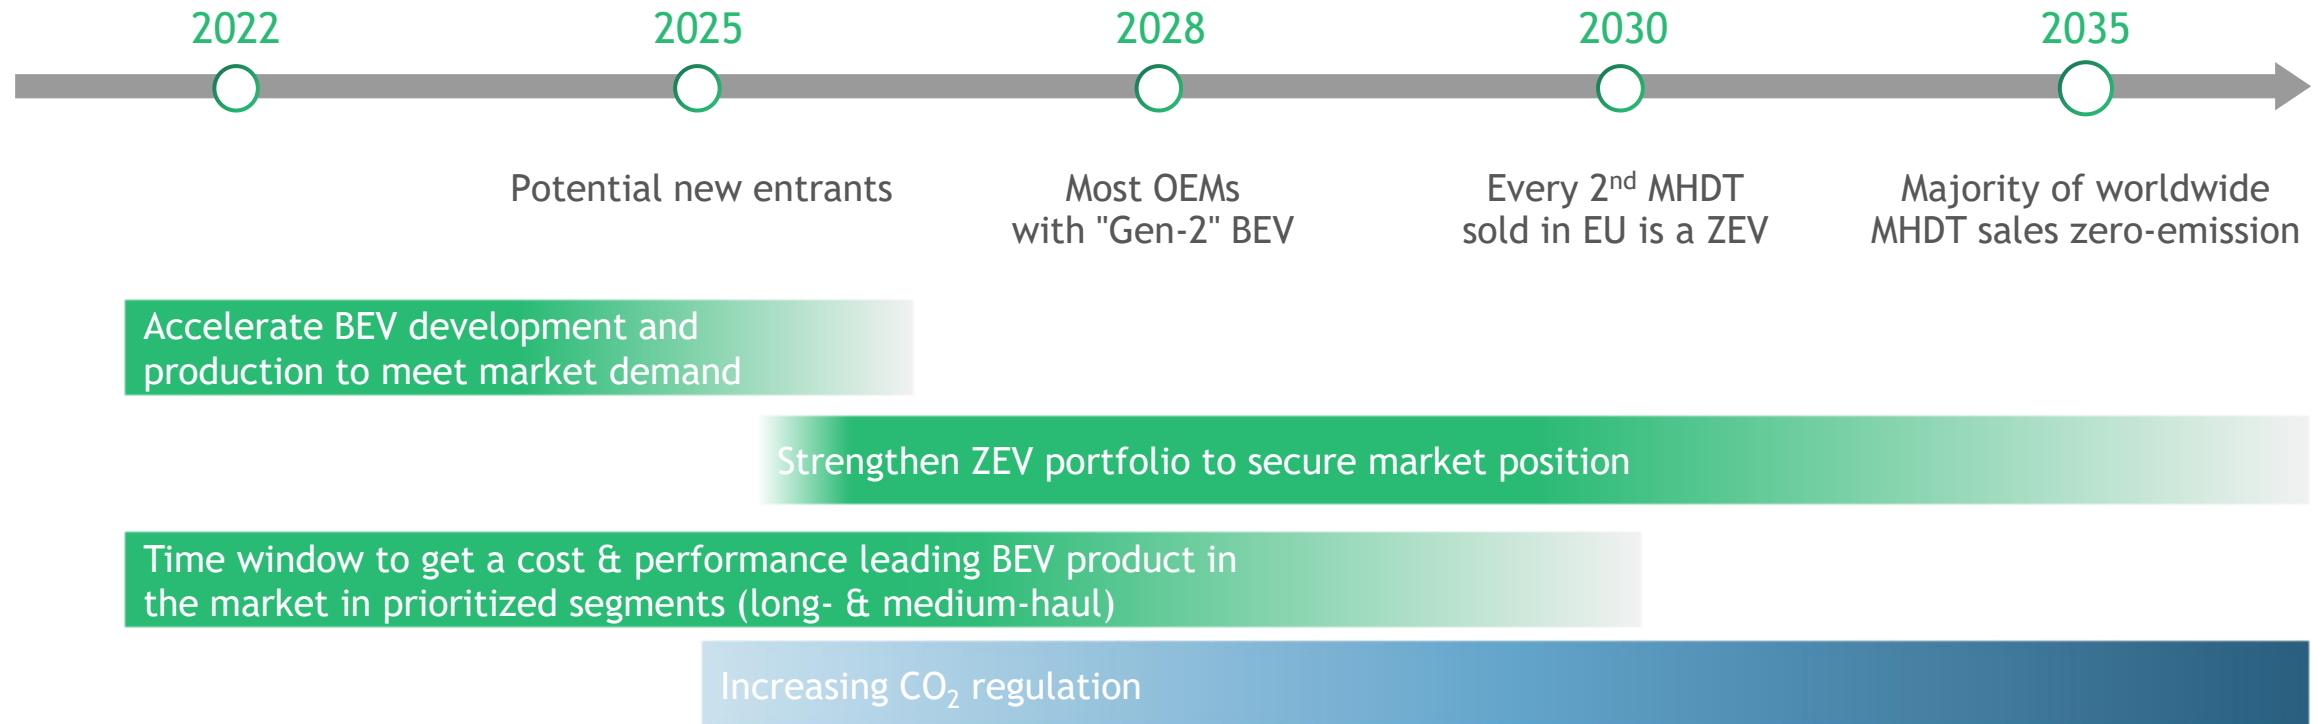 2022
2025
2028
2030
2035
Potential new entrants
Most OEMs
with "Gen-2" BEV
Every 2nd MHDT
sold in EU is a ZEV
Majority of worldwide
MHDT sales zero-emission
Accelerate BEV development and
production to meet market demand
Strengthen ZEV portfolio to secure market position
Time window to get a cost & performance leading BEV product in
the market in prioritized segments (long- & medium-haul)
Increasing CO₂ regulation